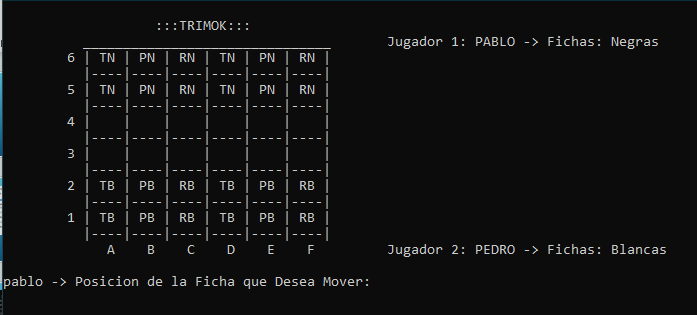 :::TRIMOK:::
Jugador 1: PABLO -> Fichas: Negras
6 | TN | PN | RN | TN | PN | RN |
|----|----|----|----|----|----|
5 | TN | PN | RN | TN | PN | RN |
|----|----|----|----|----|----|
4 | | | | | | |
|----|----|----|----|----|----|
3 | | | | | | |
|----|----|----|----|----|----|
2 | TB | PB | RB | TB | PB | RB |
|----|----|----|----|----|----|
1 | TB | PB | RB | TB | PB | RB |
|----|----|----|----|----|----|
A B C D E F Jugador 2: PEDRO -> Fichas: Blancas
pablo -> Posicion de la Ficha que Desea Mover: